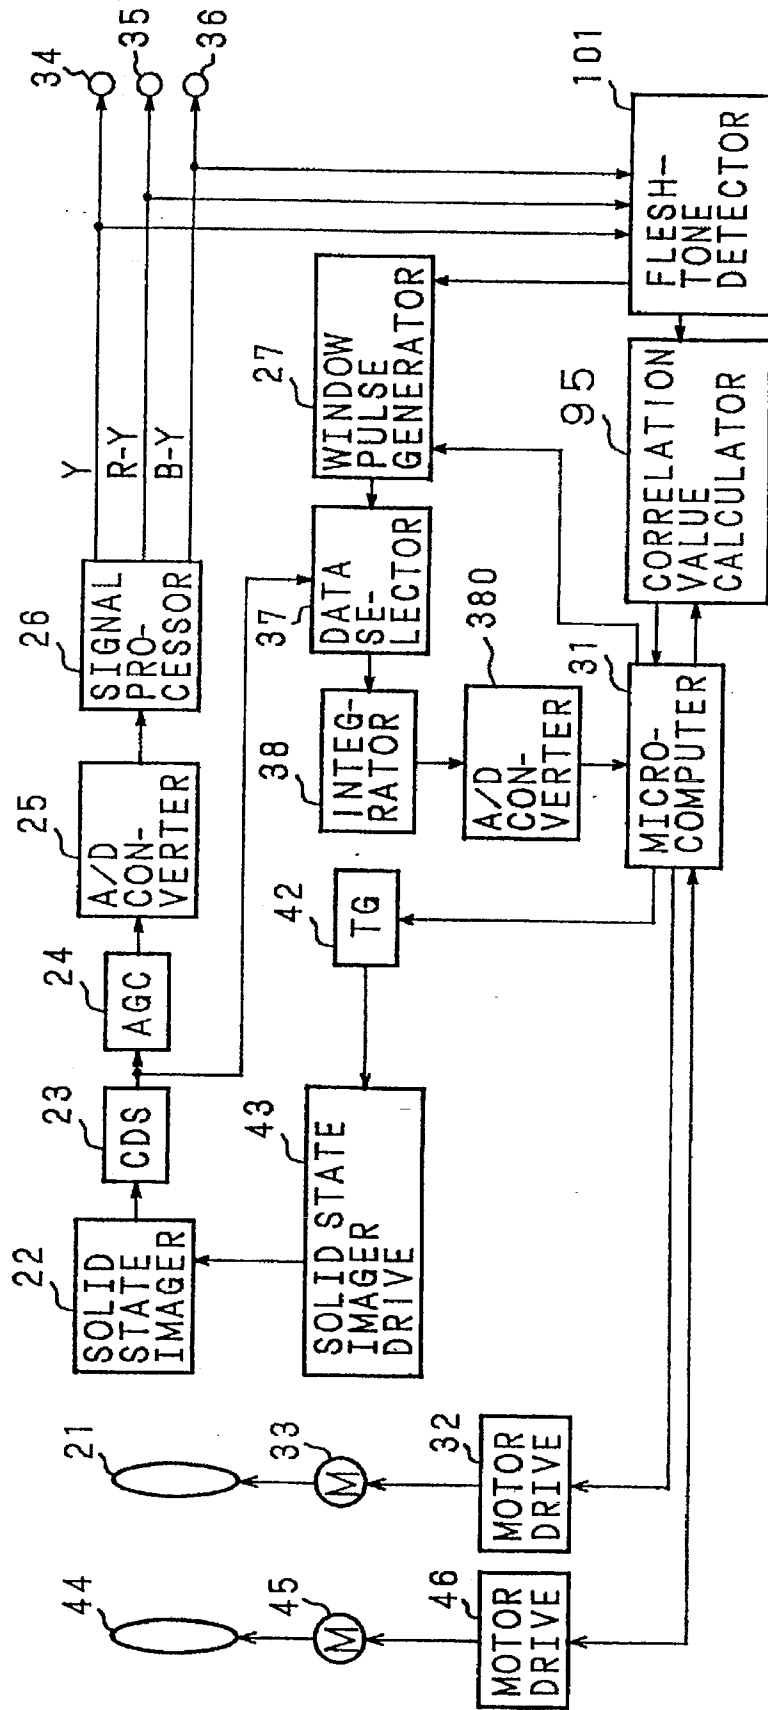 44
21
22
SOLID
STATE
IMAGER
23
CDS
24
AGC
25
A/D
CON-
VERTER
26
SIGNAL
PRO-
CESSOR
Y
R-Y
B-Y
34
35
36
45
M
33
M
43
SOLID STATE
IMAGER
DRIVE
42
TG
38
INTEG-
RATOR
37
DATA
SE-
LECTOR
27
WINDOW
PULSE
GENERATOR
46
MOTOR
DRIVE
32
MOTOR
DRIVE
380
A/D
CON-
VERTER
31
MICRO-
COMPUTER
95
CORRELATION
VALUE
CALCULATOR
101
FLESH-
TONE
DETECTOR